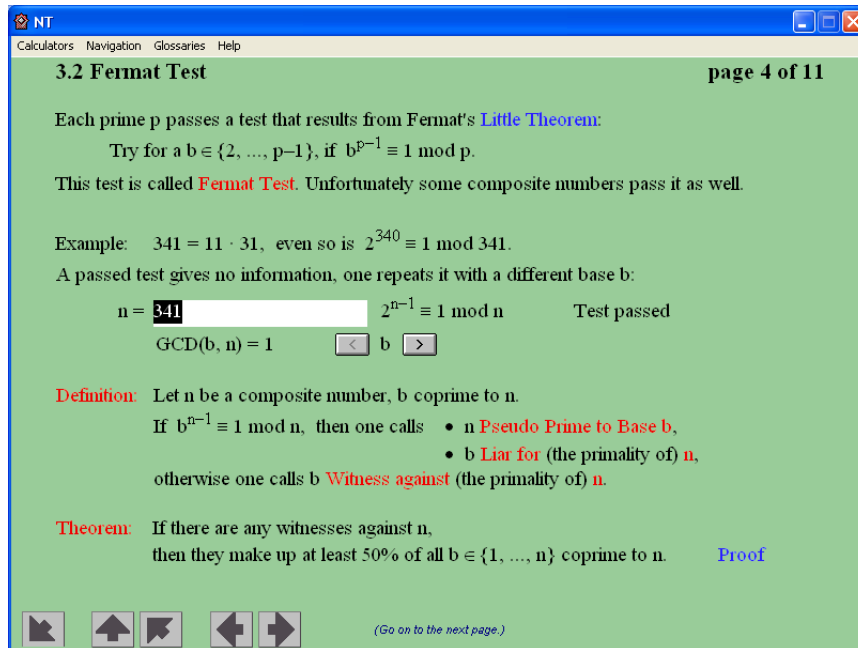 NT
Calculators Navigation Glossaries Help
3.2 Fermat Test page 4 of 11
Each prime p passes a test that results from Fermat's Little Theorem:
Try for a b ∈ {2, ..., p−1}, if b^{p−1} ≡ 1 mod p.
This test is called Fermat Test. Unfortunately some composite numbers pass it as well.
Example: 341 = 11 · 31, even so is 2^{340} ≡ 1 mod 341.
A passed test gives no information, one repeats it with a different base b:
n = 341 2^{n−1} ≡ 1 mod n Test passed
GCD(b, n) = 1 < b >
Definition: Let n be a composite number, b coprime to n.
If b^{n−1} ≡ 1 mod n, then one calls • n Pseudo Prime to Base b,
• b Liar for (the primality of) n,
otherwise one calls b Witness against (the primality of) n.
Theorem: If there are any witnesses against n,
then they make up at least 50% of all b ∈ {1, ..., n} coprime to n. Proof
(Go on to the next page.)